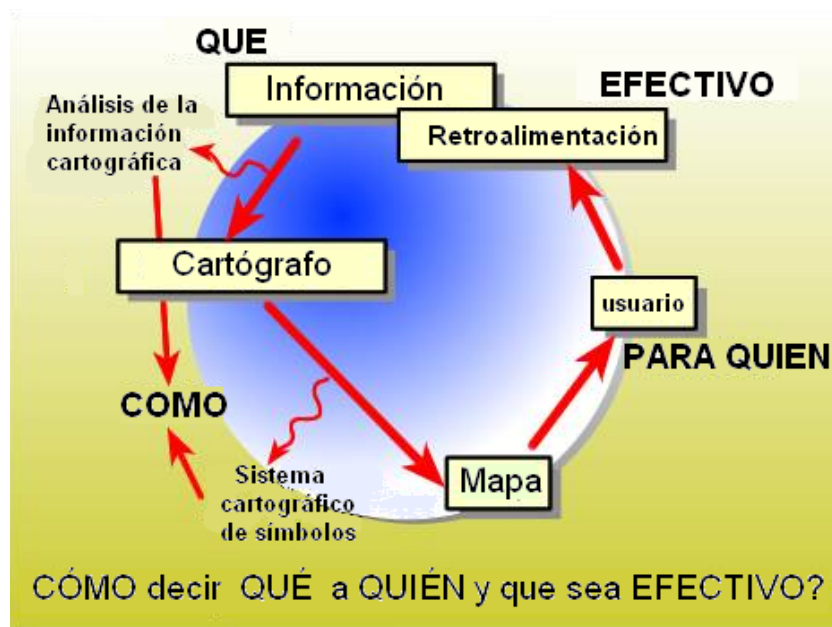 QUE
Información
EFECTIVO
Retroalimentación
Análisis de la
información
cartográfica
Cartógrafo
usuario
PARA QUIEN
COMO
Sistema
cartográfico
de símbolos
Mapa
CÓMO decir QUÉ a QUIÉN y que sea EFECTIVO?